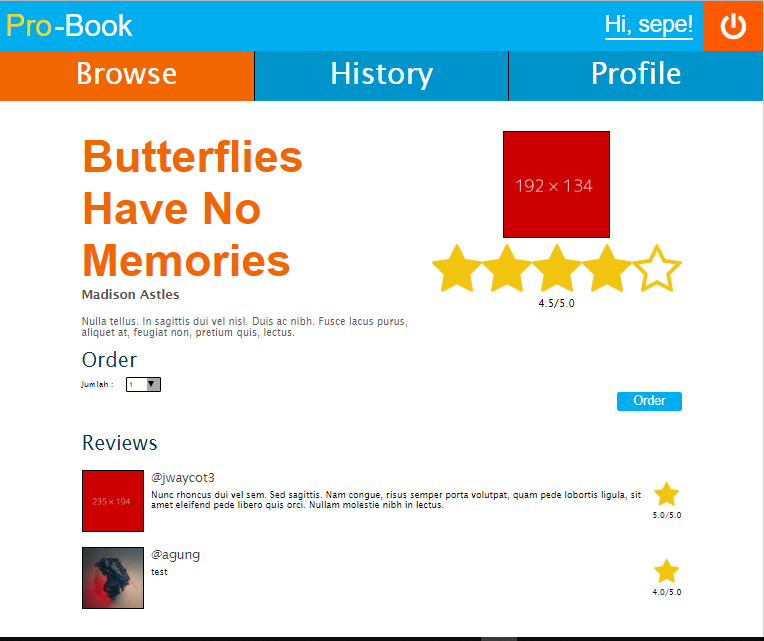 Pro-Book
Hi, sepe!
Browse
History
Profile
Butterflies
Have No
Memories
192 × 134
4.5/5.0
Madison Astles
Nulla tellus. In sagittis dui vel nisl. Duis ac nibh. Fusce lacus purus,
aliquet at, feugiat non, pretium quis, lectus.
Order
Jumlah :
1
Order
Reviews
235 × 194
@jwaycot3
Nunc rhoncus dui vel sem. Sed sagittis. Nam congue, risus semper porta volutpat, quam pede lobortis ligula, sit
amet eleifend pede libero quis orci. Nullam molestie nibh in lectus.
5.0/5.0
@agung
test
4.0/5.0